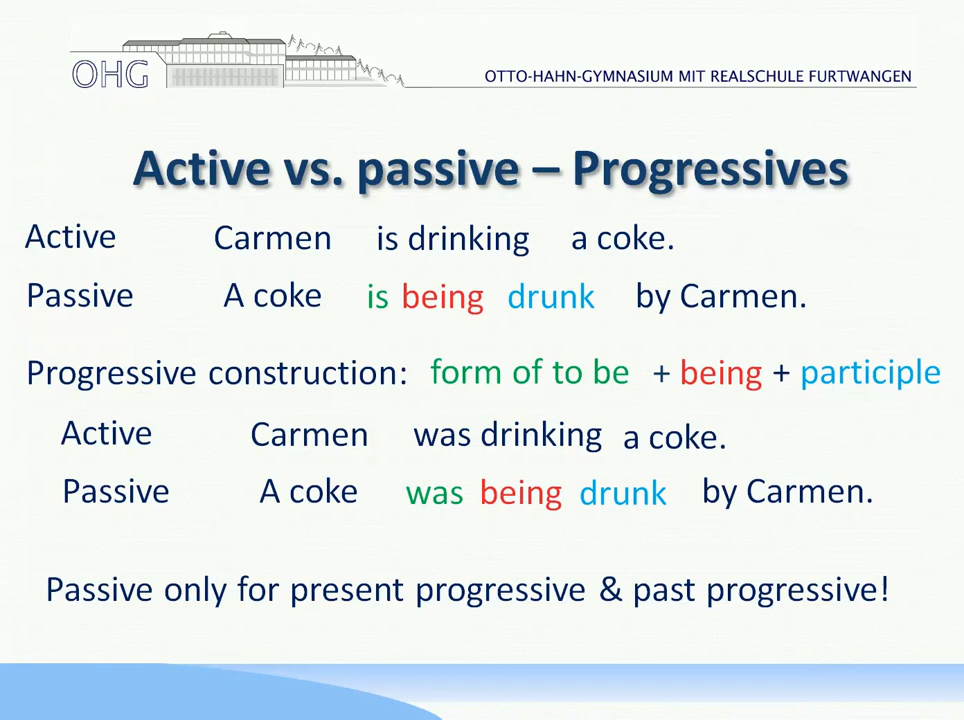 OHG
OTTO-HAHN-GYMNASIUM MIT REALSCHULE FURTWANGEN
Active vs. passive – Progressives
Active Carmen is drinking a coke.
Passive A coke is being drunk by Carmen.
Progressive construction: form of to be + being + participle
Active Carmen was drinking a coke.
Passive A coke was being drunk by Carmen.
Passive only for present progressive & past progressive!